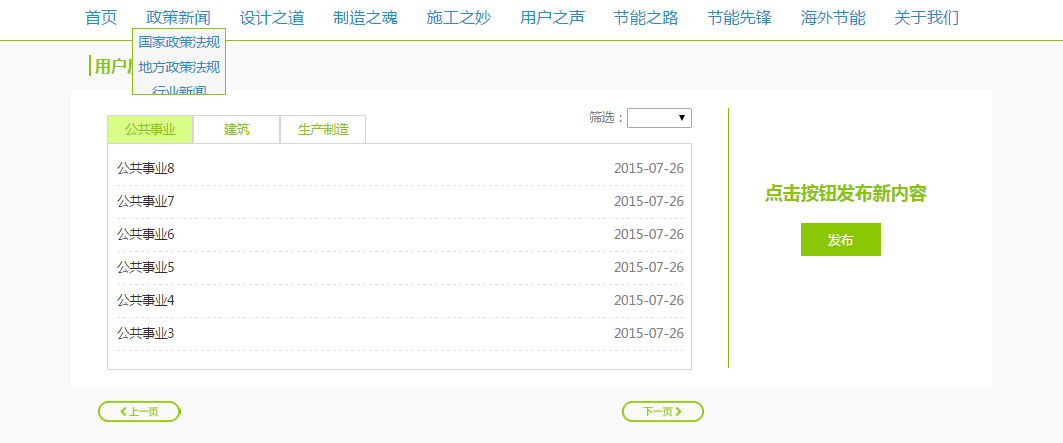 首页 政策新闻 设计之道 制造之魂 施工之妙 用户之声 节能之路 节能先锋 海外节能 关于我们
国家政策法规
地方政策法规
行业新闻
用户
筛选：
公共事业 建筑 生产制造
公共事业8 2015-07-26
公共事业7 2015-07-26
公共事业6 2015-07-26
公共事业5 2015-07-26
公共事业4 2015-07-26
公共事业3 2015-07-26
点击按钮发布新内容
发布
上一页 下一页